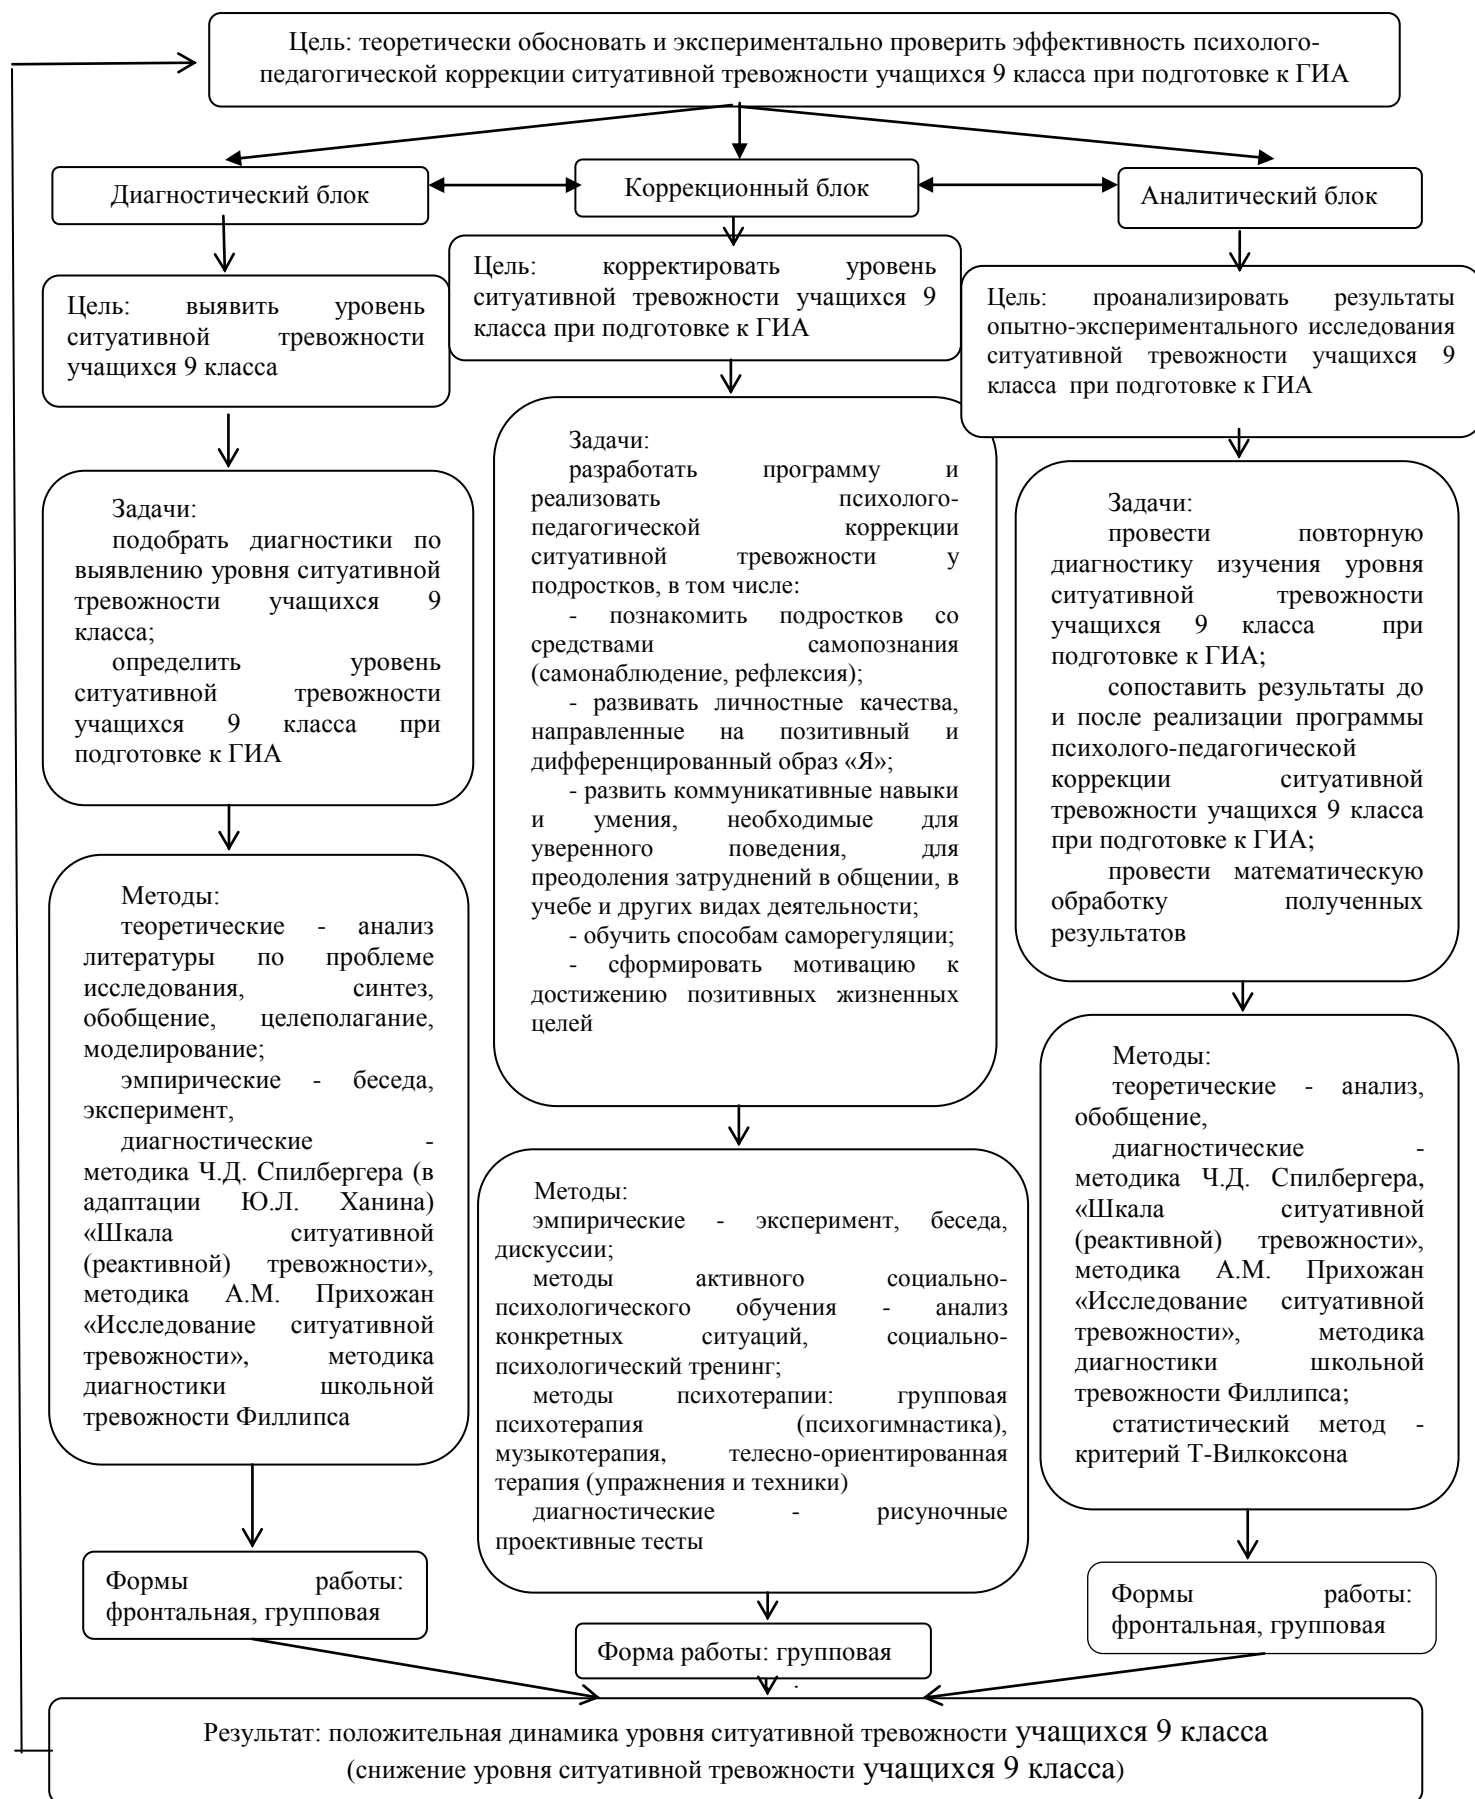 Цель: теоретически обосновать и экспериментально проверить эффективность психолого-
педагогической коррекции ситуативной тревожности учащихся 9 класса при подготовке к ГИА
Диагностический блок
Коррекционный блок
Аналитический блок
Цель: выявить уровень
ситуативной тревожности
учащихся 9 класса
Цель: корректировать уровень
ситуативной тревожности учащихся 9
класса при подготовке к ГИА
Цель: проанализировать результаты
опытно-экспериментального исследования
ситуативной тревожности учащихся 9
класса при подготовке к ГИА
Задачи:
подобрать диагностики по
выявлению уровня ситуативной
тревожности учащихся 9
класса;
определить уровень
ситуативной тревожности
учащихся 9 класса при
подготовке к ГИА
Задачи:
разработать программу и
реализовать психолого-
педагогической коррекции
ситуативной тревожности у
подростков, в том числе:
- познакомить подростков со
средствами самопознания
(самонаблюдение, рефлексия);
- развивать личностные качества,
направленные на позитивный и
дифференцированный образ «Я»;
- развить коммуникативные навыки
и умения, необходимые для
уверенного поведения, для
преодоления затруднений в общении, в
учебе и других видах деятельности;
- обучить способам саморегуляции;
- сформировать мотивацию к
достижению позитивных жизненных
целей
Задачи:
провести повторную
диагностику изучения уровня
ситуативной тревожности
учащихся 9 класса при
подготовке к ГИА;
сопоставить результаты до
и после реализации программы
психолого-педагогической
коррекции ситуативной
тревожности учащихся 9 класса
при подготовке к ГИА;
провести математическую
обработку полученных
результатов
Методы:
теоретические - анализ
литературы по проблеме
исследования, синтез,
обобщение, целеполагание,
моделирование;
эмпирические - беседа,
эксперимент,
диагностические -
методика Ч.Д. Спилбергера (в
адаптации Ю.Л. Ханина)
«Шкала ситуативной
(реактивной) тревожности»,
методика А.М. Прихожан
«Исследование ситуативной
тревожности», методика
диагностики школьной
тревожности Филлипса
Методы:
эмпирические - эксперимент, беседа,
дискуссии;
методы активного социально-
психологического обучения - анализ
конкретных ситуаций, социально-
психологический тренинг;
методы психотерапии: групповая
психотерапия (психогимнастика),
музыкотерапия, телесно-ориентированная
терапия (упражнения и техники)
диагностические - рисуночные
проективные тесты
Методы:
теоретические - анализ,
обобщение,
диагностические -
методика Ч.Д. Спилбергера,
«Шкала ситуативной
(реактивной) тревожности»,
методика А.М. Прихожан
«Исследование ситуативной
тревожности», методика
диагностики школьной
тревожности Филлипса;
статистический метод -
критерий Т-Вилкоксона
Формы работы:
фронтальная, групповая
Форма работы: групповая
.
Формы работы:
фронтальная, групповая
Результат: положительная динамика уровня ситуативной тревожности учащихся 9 класса
(снижение уровня ситуативной тревожности учащихся 9 класса)